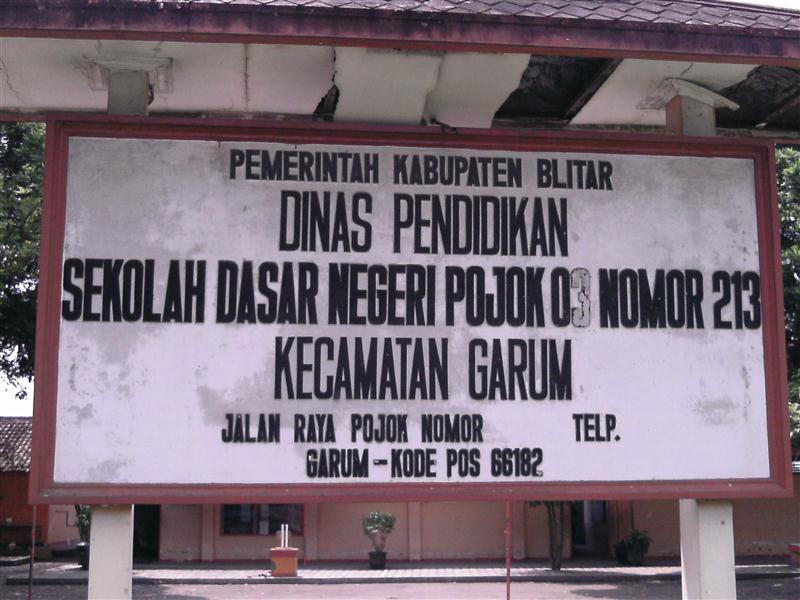 PEMERINTAH KABUPATEN BLITAR
DINAS PENDIDIKAN
SEKOLAH DASAR NEGERI POJOK 03 NOMOR 213
KECAMATAN GARUM
JALAN RAYA POJOK NOMOR TELP.
GARUM - KODE POS 66182